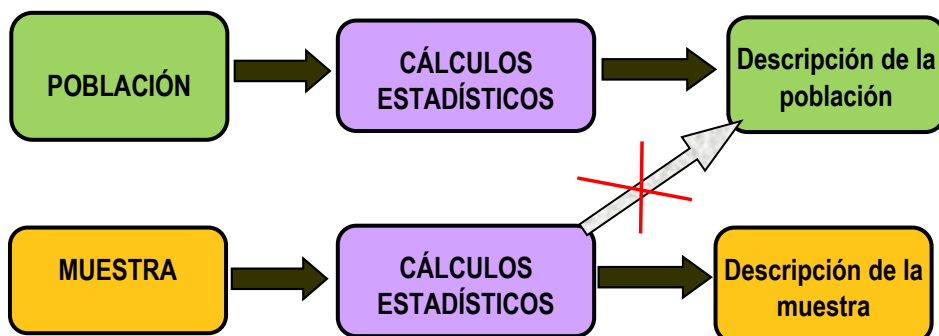 POBLACIÓN
CÁLCULOS
ESTADÍSTICOS
Descripción de la
población
MUESTRA
CÁLCULOS
ESTADÍSTICOS
Descripción de la
muestra